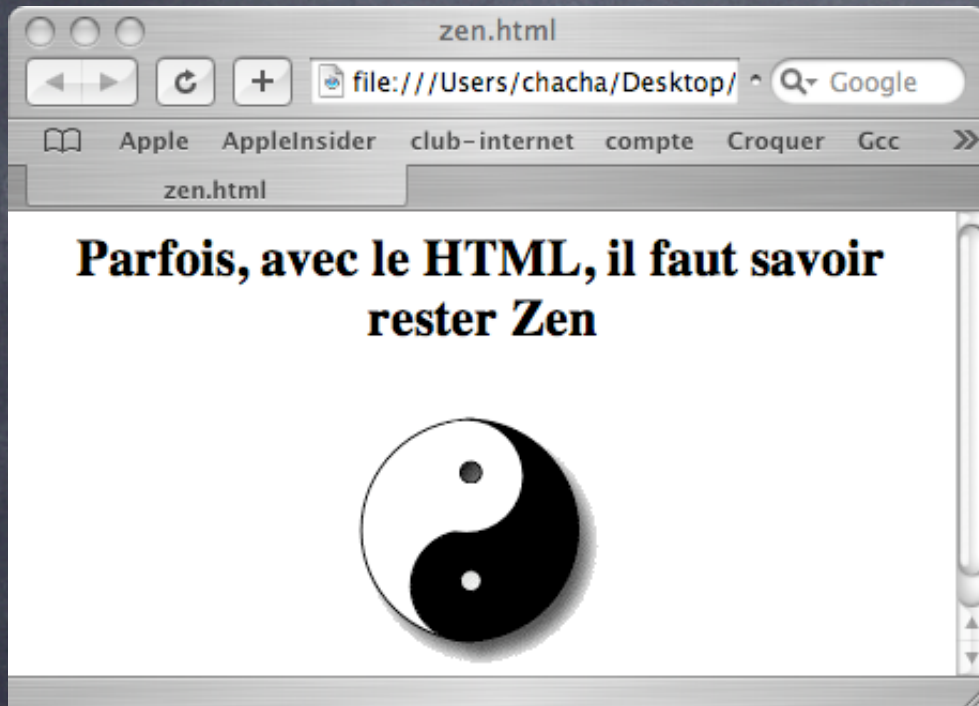 zen.html
file:///Users/chacha/Desktop/ Google
Apple AppleInsider club-internet compte Croquer Gcc
zen.html
Parfois, avec le HTML, il faut savoir
rester Zen